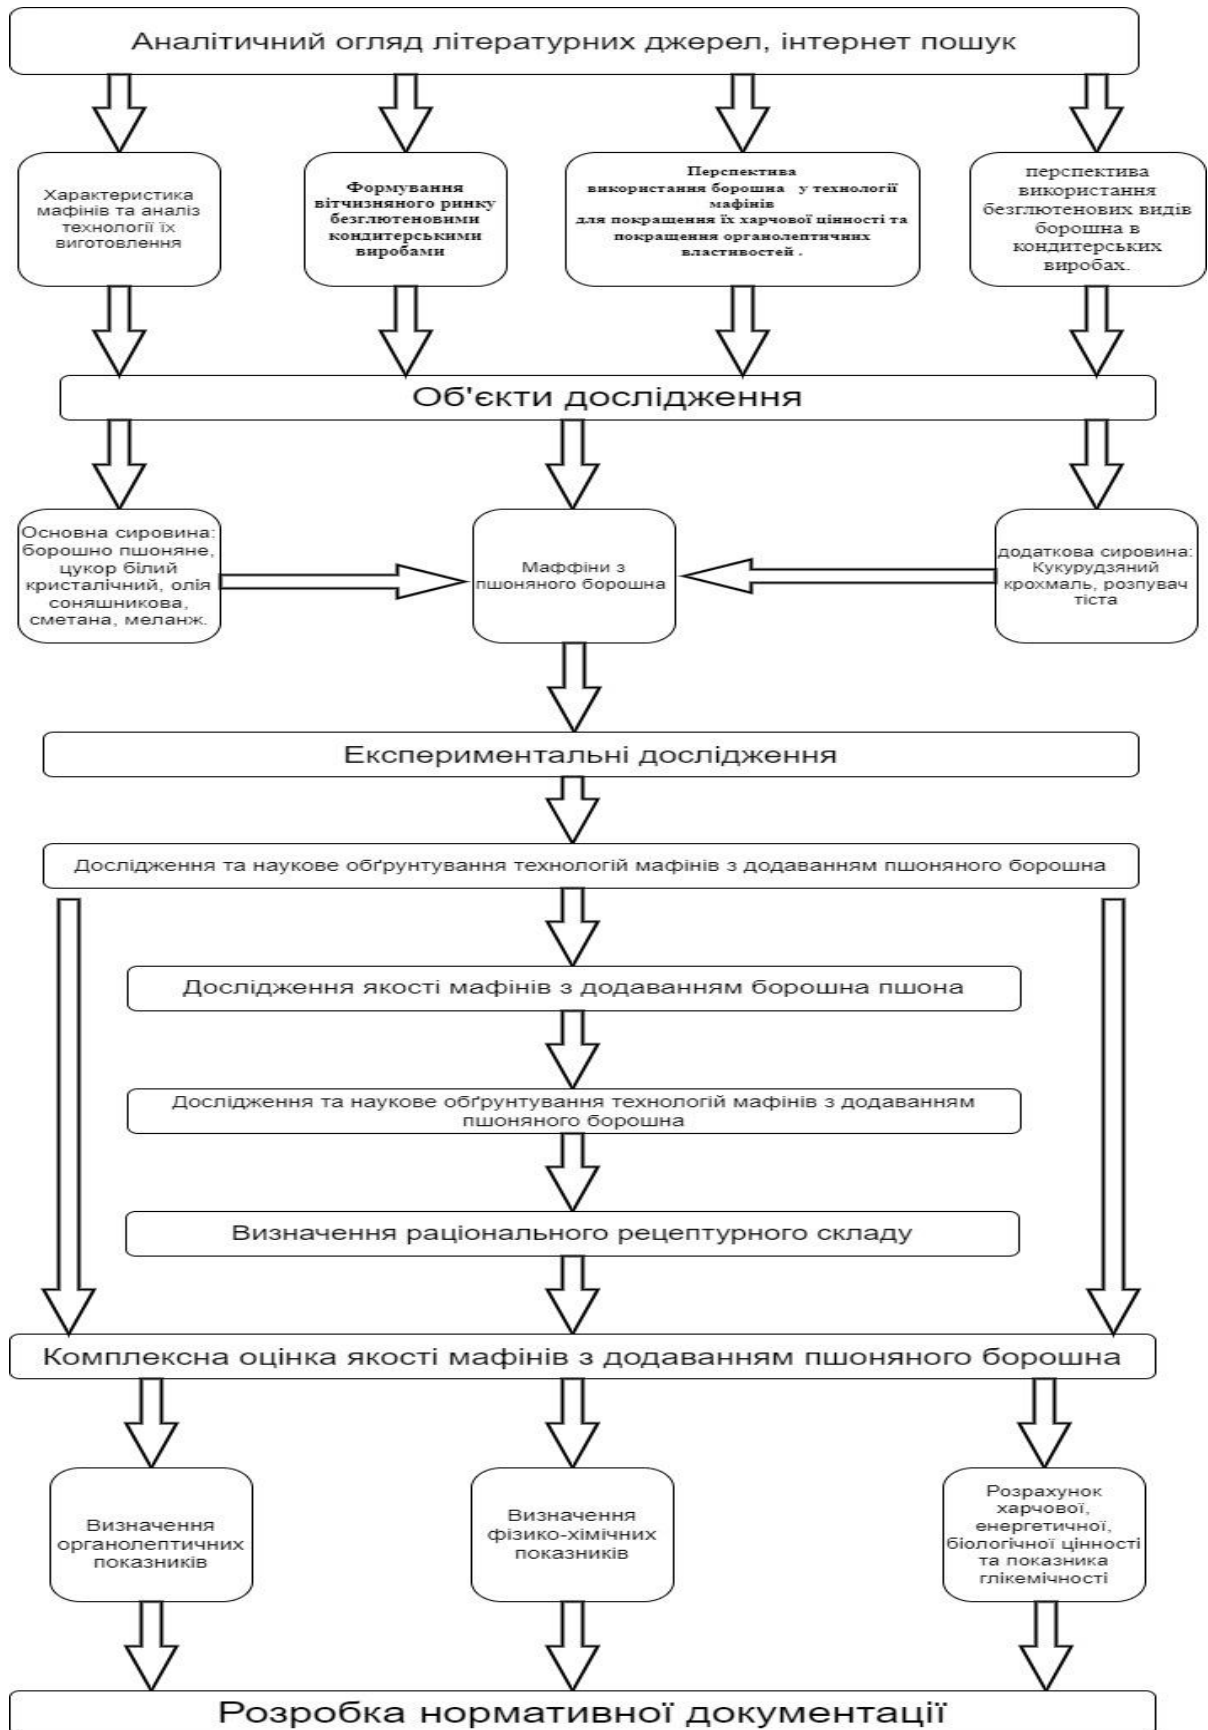 Аналітичний огляд літературних джерел, інтернет пошук
Характеристика
мафінів та аналіз
технології їх
виготовлення
Формування
вітчизняного ринку
безглютеновими
кондитерськими
виробами
Перспектива
використання борошна у технології
мафінів
для покращення їх харчової цінності та
покращення органолептичних
властивостей .
перспектива
використання
безглютенових видів
борошна в
кондитерських
виробах.
Об'єкти дослідження
Основна сировина:
борошно пшоняне,
цукор білий
кристалічний, олія
соняшникова,
сметана, меланж.
Маффіни з
пшоняного борошна
додаткова сировина:
Кукурудзяний
крохмаль, розпувач
тіста
Експериментальні дослідження
Дослідження та наукове обґрунтування технологій мафінів з додаванням пшоняного борошна
Дослідження якості мафінів з додаванням борошна пшона
Дослідження та наукове обґрунтування технологій мафінів з додаванням
пшоняного борошна
Визначення раціонального рецептурного складу
Комплексна оцінка якості мафінів з додаванням пшоняного борошна
Визначення
органолептичних
показників
Визначення
фізико-хімічних
показників
Розрахунок
харчової,
енергетичної,
біологічної цінності
та показника
глікемічності
Розробка нормативної документації